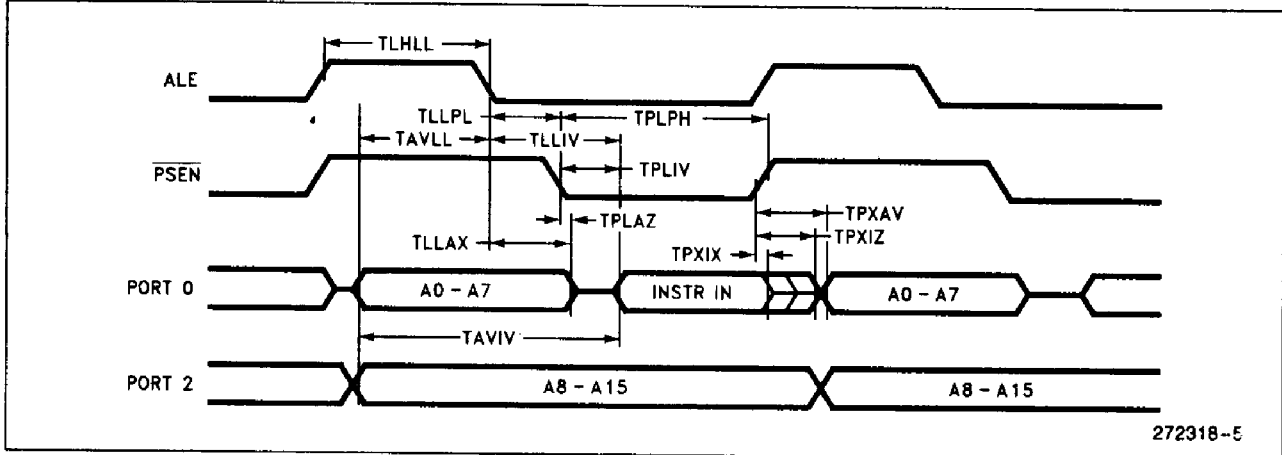 TLHLL
ALE
TLLPL
TPLPH
TAVLL
TLLIV
PSEN
TPLIV
TPLAZ
TPXAV
TLLAX
TPXIZ
TPXIX
PORT 0
A0 - A7
INSTR IN
A0 - A7
TAVIV
PORT 2
A8 - A15
A8 - A15
272318-5